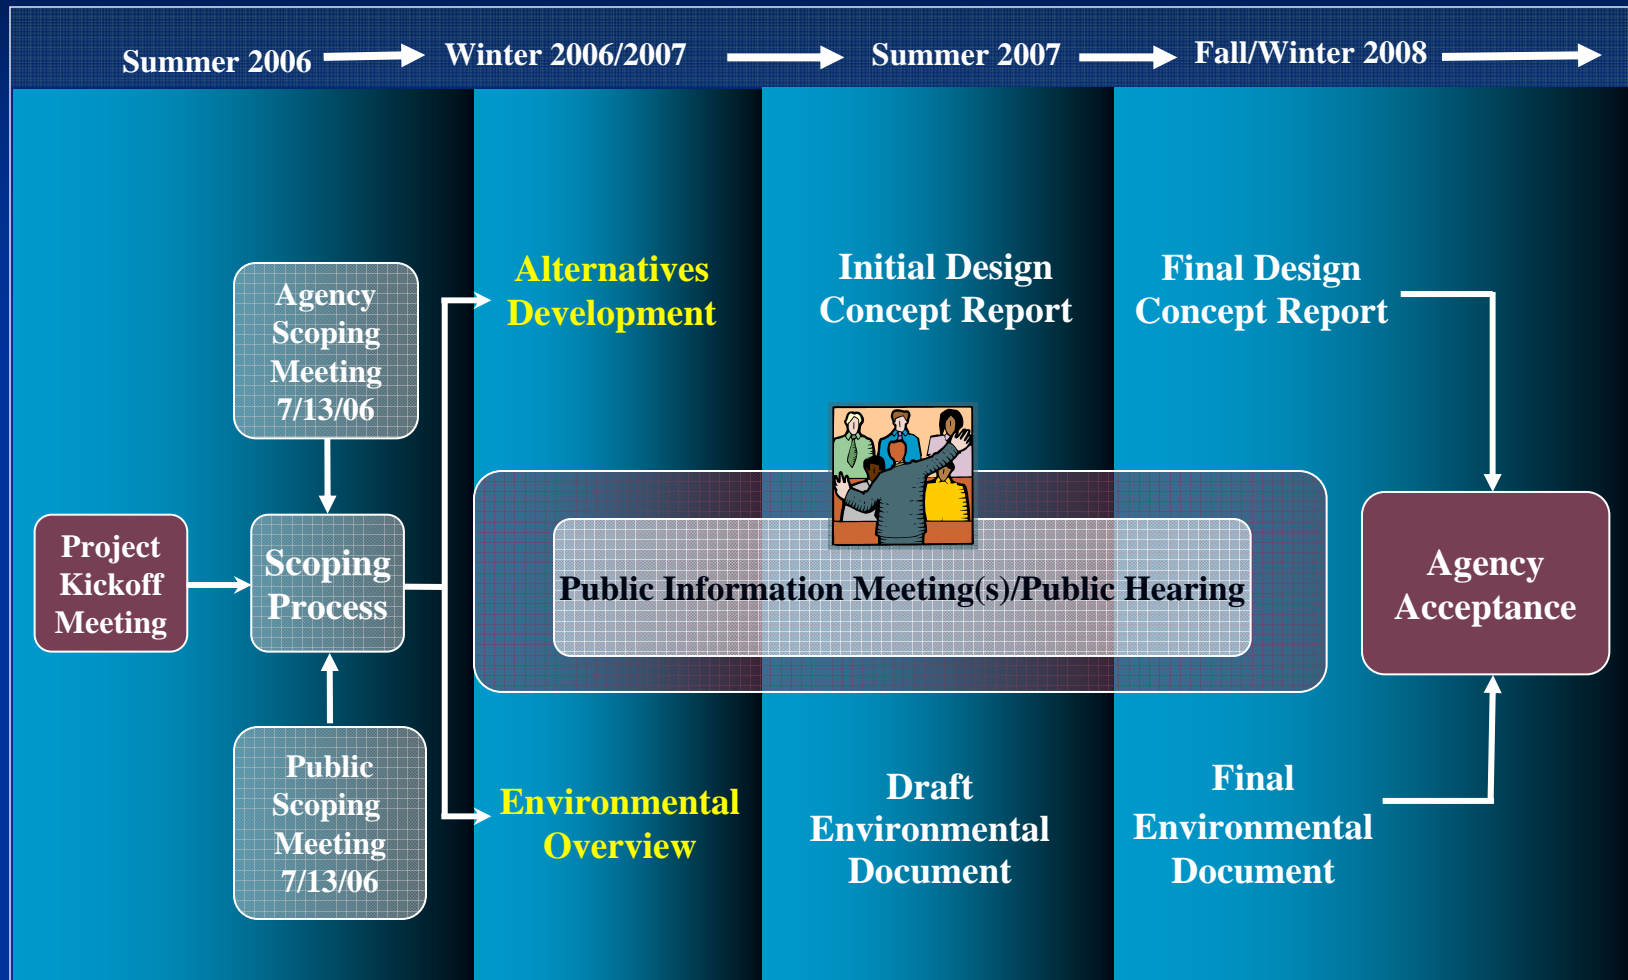 Summer 2006
Winter 2006/2007
Summer 2007
Fall/Winter 2008
Project
Kickoff
Meeting
Agency
Scoping
Meeting
7/13/06
Scoping
Process
Public
Scoping
Meeting
7/13/06
Alternatives
Development
Environmental
Overview
Initial Design
Concept Report
Public Information Meeting(s)/Public Hearing
Draft
Environmental
Document
Final Design
Concept Report
Final
Environmental
Document
Agency
Acceptance